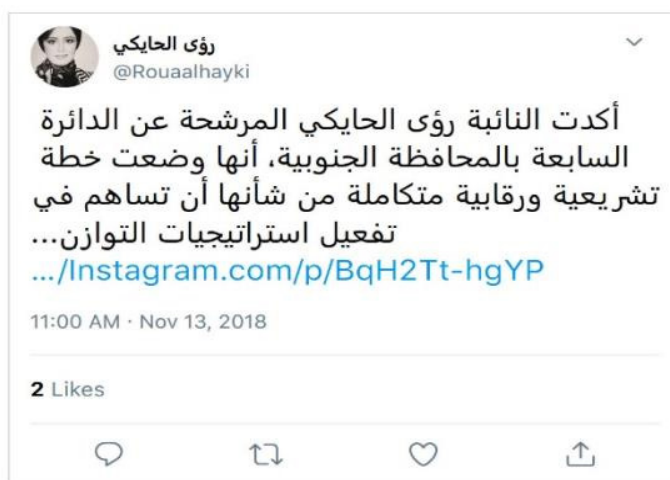 رؤى الحايكي
@Rouaalhayki
أكدت النائبة رؤى الحايكي المرشحة عن الدائرة
السابعة بالمحافظة الجنوبية، أنها وضعت خطة
تشريعية ورقابية متكاملة من شأنها أن تساهم في
تفعيل استراتيجيات التوازن...
.../Instagram.com/p/BqH2Tt-hgYP
11:00 AM · Nov 13, 2018
2 Likes